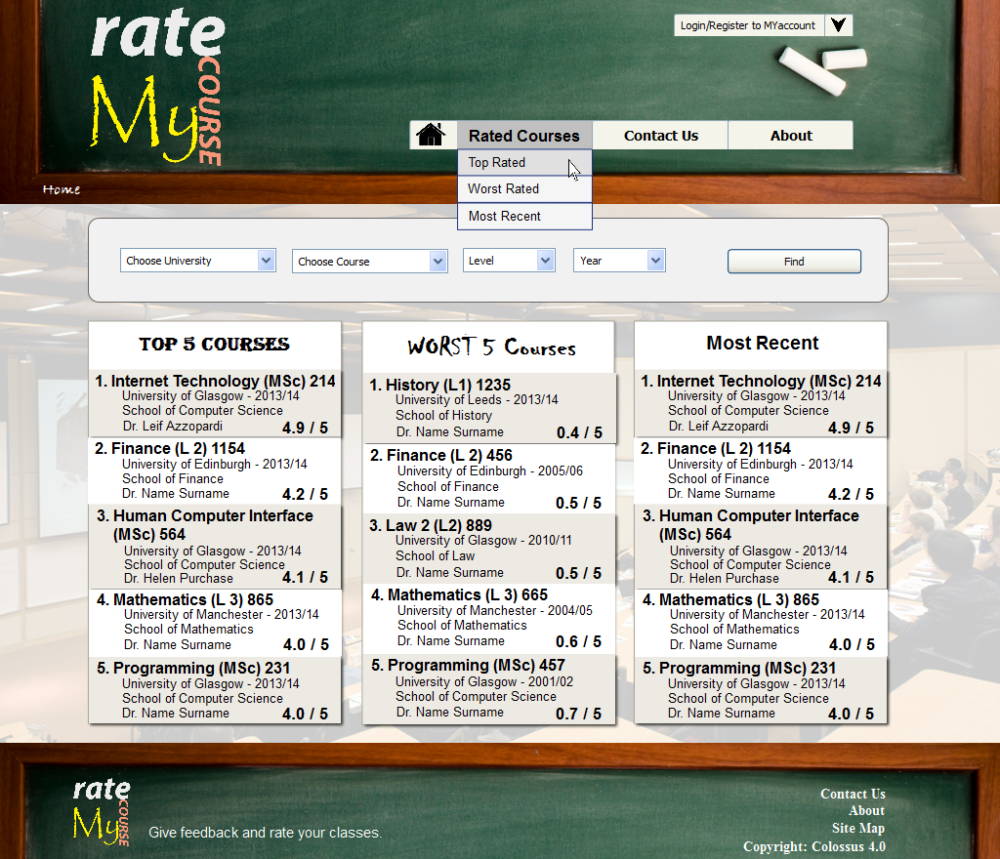 rate
My
COURSE
Login/Register to MYaccount
Rated Courses
Contact Us
About
Top Rated
Worst Rated
Most Recent
Home
Choose University
Choose Course
Level
Year
Find
TOP 5 COURSES
1. Internet Technology (MSc) 214
University of Glasgow - 2013/14
School of Computer Science
Dr. Leif Azzopardi
4.9 / 5
2. Finance (L 2) 1154
University of Edinburgh - 2013/14
School of Finance
Dr. Name Surname
4.2 / 5
3. Human Computer Interface
(MSc) 564
University of Glasgow - 2013/14
School of Computer Science
Dr. Helen Purchase
4.1 / 5
4. Mathematics (L 3) 865
University of Manchester - 2013/14
School of Mathematics
Dr. Name Surname
4.0 / 5
5. Programming (MSc) 231
University of Glasgow - 2013/14
School of Computer Science
Dr. Name Surname
4.0 / 5
WORST 5 Courses
1. History (L1) 1235
University of Leeds - 2013/14
School of History
Dr. Name Surname
0.4 / 5
2. Finance (L 2) 456
University of Edinburgh - 2005/06
School of Finance
Dr. Name Surname
0.5 / 5
3. Law 2 (L2) 889
University of Glasgow - 2010/11
School of Law
Dr. Name Surname
0.5 / 5
4. Mathematics (L 3) 665
University of Manchester - 2004/05
School of Mathematics
Dr. Name Surname
0.6 / 5
5. Programming (MSc) 457
University of Glasgow - 2001/02
School of Computer Science
Dr. Name Surname
0.7 / 5
Most Recent
1. Internet Technology (MSc) 214
University of Glasgow - 2013/14
School of Computer Science
Dr. Leif Azzopardi
4.9 / 5
2. Finance (L 2) 1154
University of Edinburgh - 2013/14
School of Finance
Dr. Name Surname
4.2 / 5
3. Human Computer Interface
(MSc) 564
University of Glasgow - 2013/14
School of Computer Science
Dr. Helen Purchase
4.1 / 5
4. Mathematics (L 3) 865
University of Manchester - 2013/14
School of Mathematics
Dr. Name Surname
4.0 / 5
5. Programming (MSc) 231
University of Glasgow - 2013/14
School of Computer Science
Dr. Name Surname
4.0 / 5
rate
My
COURSE
Give feedback and rate your classes.
Contact Us
About
Site Map
Copyright: Colossus 4.0